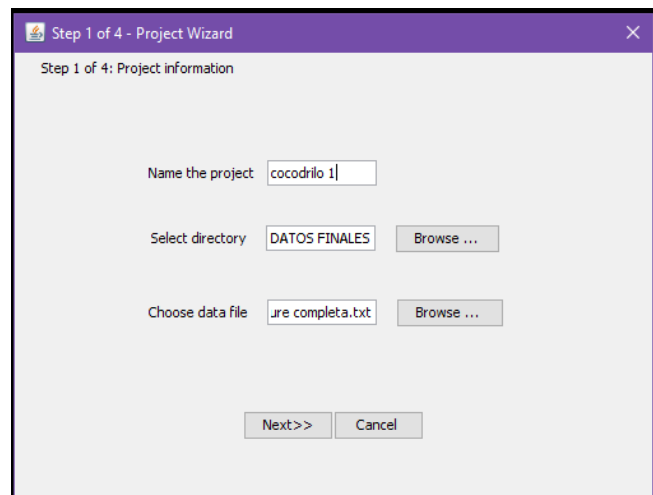 Step 1 of 4 - Project Wizard
Step 1 of 4: Project information
Name the project cocodrilo 1
Select directory DATOS FINALES Browse ...
Choose data file ure completa.txt Browse ...
Next>> Cancel